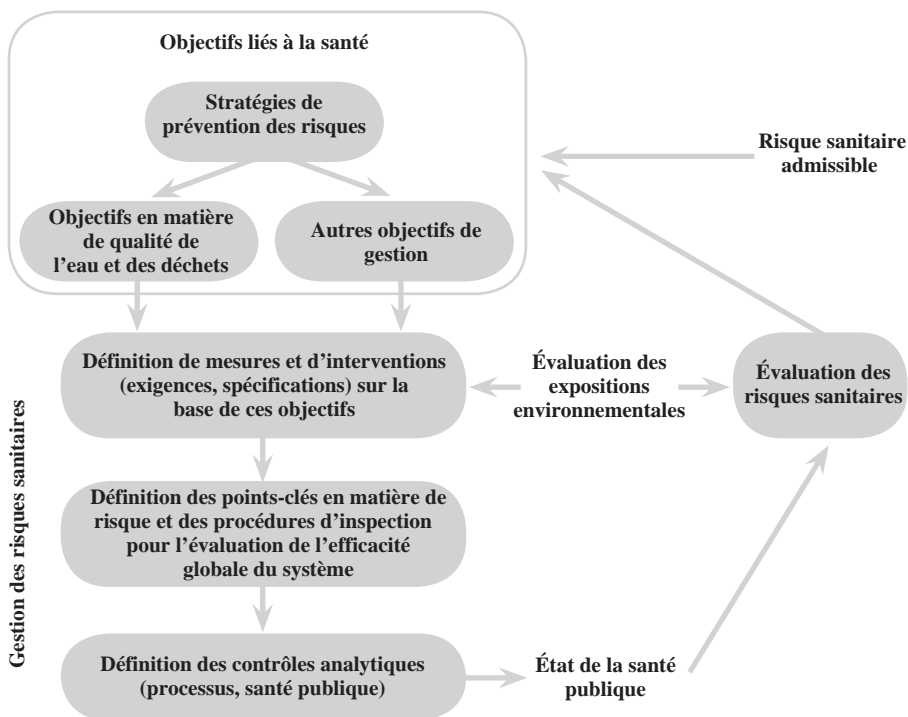 Objectifs liés à la santé
Stratégies de
prévention des risques
Risque sanitaire
admissible
Objectifs en matière
de qualité de
l'eau et des déchets
Autres objectifs de
gestion
Définition de mesures et d'interventions
(exigences, spécifications) sur la
base de ces objectifs
Évaluation des
expositions
environnementales
Évaluation des
risques sanitaires
Définition des points-clés en matière de
risque et des procédures d'inspection
pour l'évaluation de l'efficacité
globale du système
Définition des contrôles analytiques
(processus, santé publique)
État de la santé
publique
Gestion des risques sanitaires